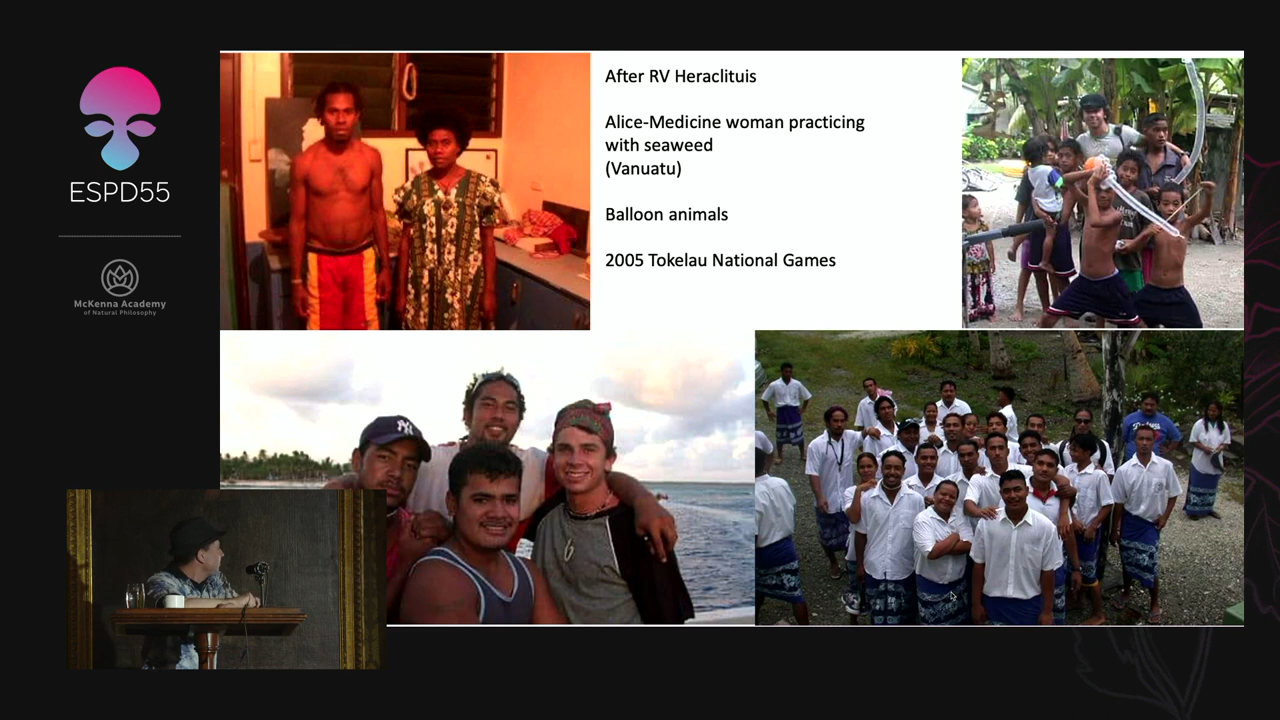 ESPD55
McKenna Academy
of Natural Philosophy
After RV Heraclituis
Alice-Medicine woman practicing
with seaweed
(Vanuatu)
Balloon animals
2005 Tokelau National Games